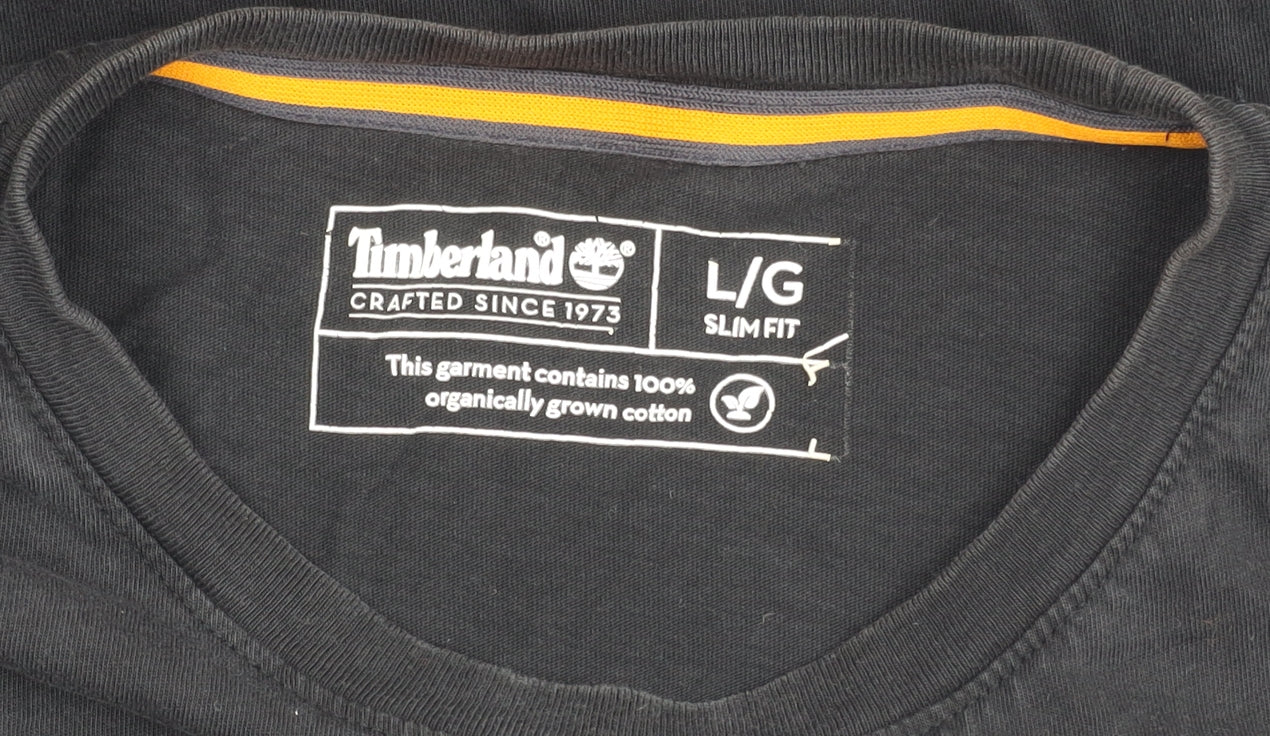 Timberland®
®
CRAFTED SINCE 1973
L/G
SLIM FIT
This garment contains 100%
organically grown cotton